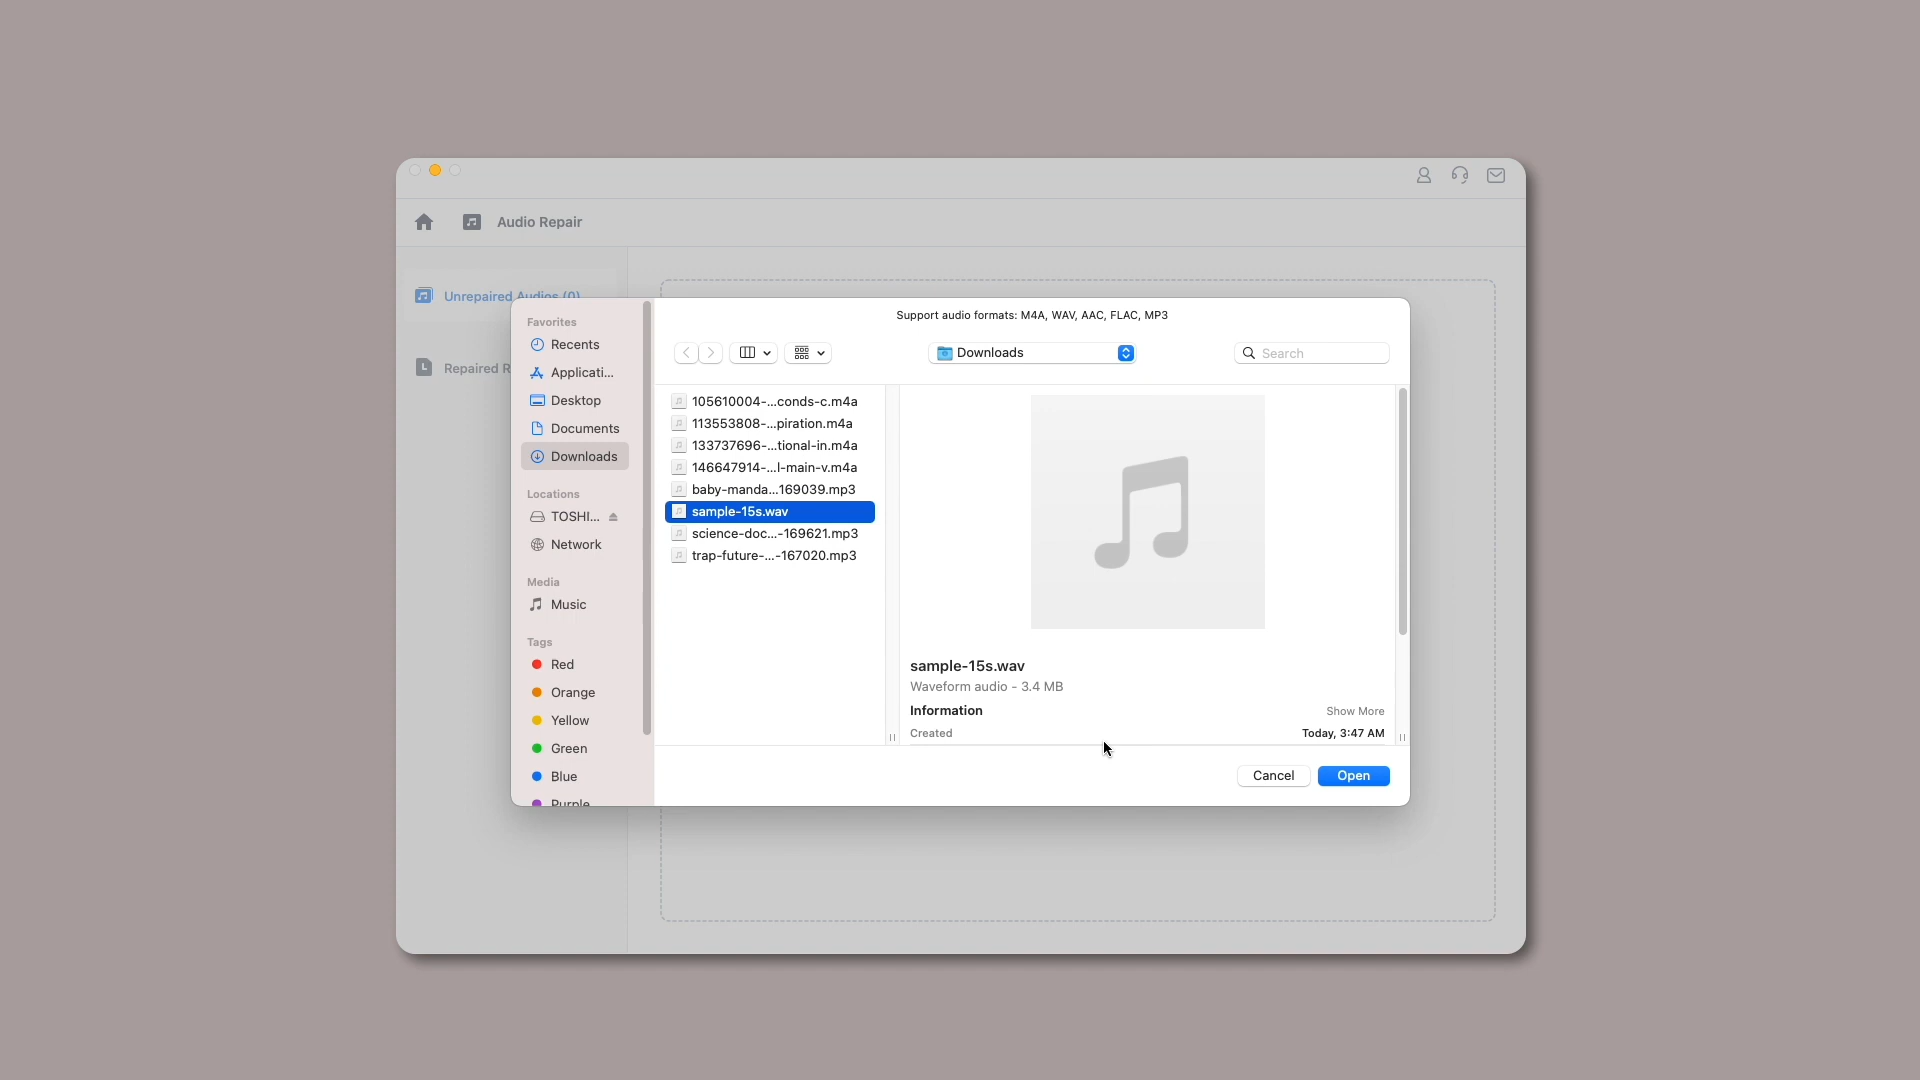 Audio Repair
Unrepaired Audios (0)
Repaired R
Support audio formats: M4A, WAV, AAC, FLAC, MP3
Favorites
Recents
Applicati...
Desktop
Documents
Downloads
Locations
TOSHI...
Network
Media
Music
Tags
Red
Orange
Yellow
Green
Blue
Purple
Downloads
Search
105610004-...conds-c.m4a
113553808-...piration.m4a
133737696-...tional-in.m4a
146647914-...l-main-v.m4a
baby-manda...169039.mp3
sample-15s.wav
science-doc...-169621.mp3
trap-future-...-167020.mp3
sample-15s.wav
Waveform audio - 3.4 MB
Information Show More
Created Today, 3:47 AM
Cancel Open